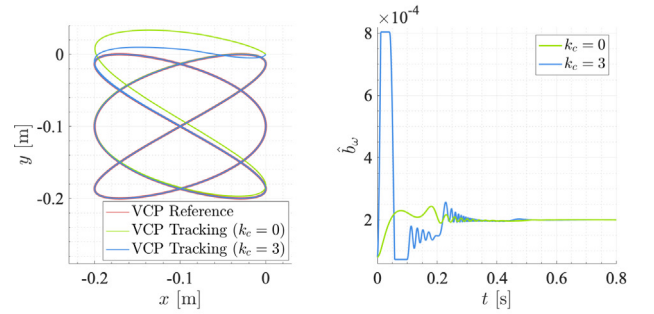 0
-0.1
-0.2
y [m]
VCP Reference
VCP Tracking (k_c = 0)
VCP Tracking (k_c = 3)
-0.2
-0.1
0
x [m]
×10^-4
8
6
4
2
b̂_ω
k_c = 0
k_c = 3
0
0.2
0.4
0.6
0.8
t [s]